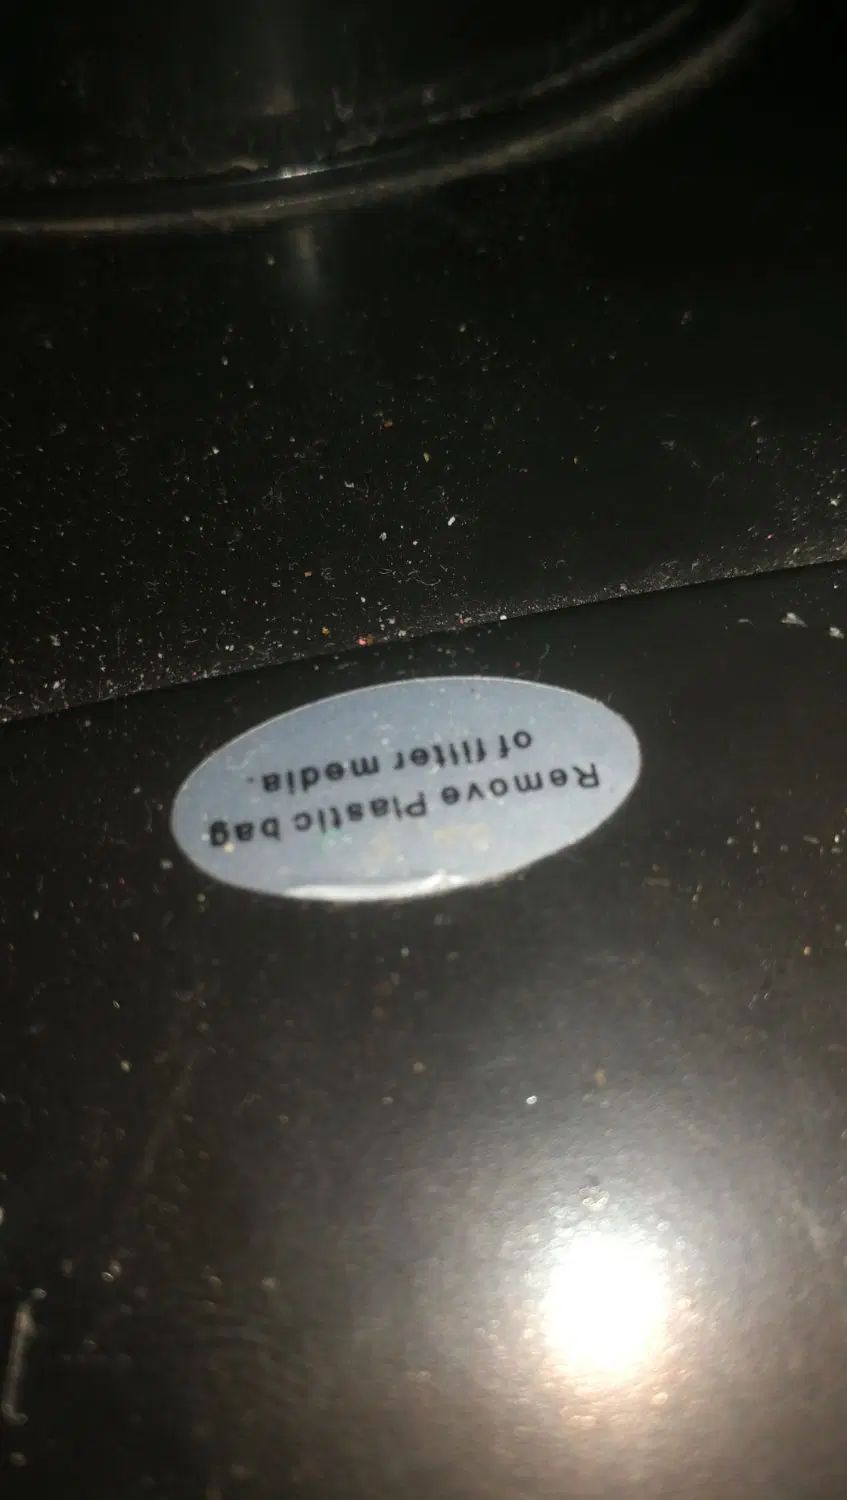 Remove Plastic bag
of filter media.